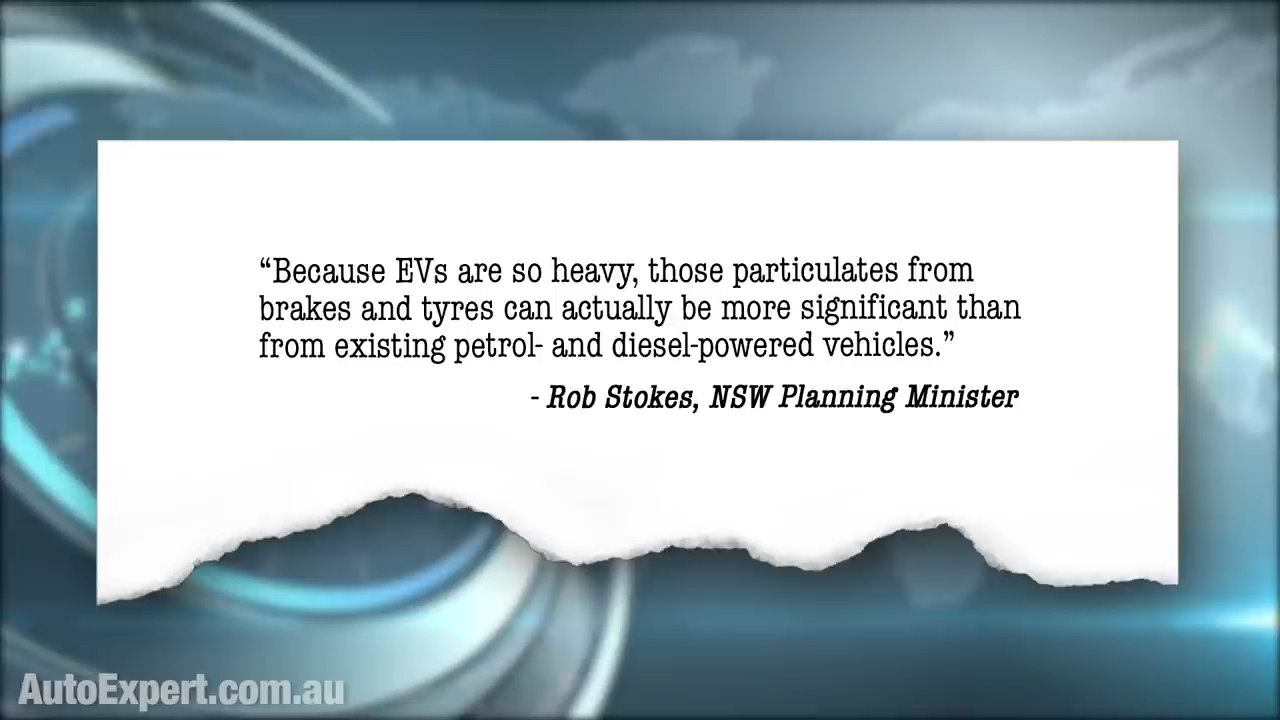 “Because EVs are so heavy, those particulates from
brakes and tyres can actually be more significant than
from existing petrol- and diesel-powered vehicles.”
- Rob Stokes, NSW Planning Minister
AutoExpert.com.au